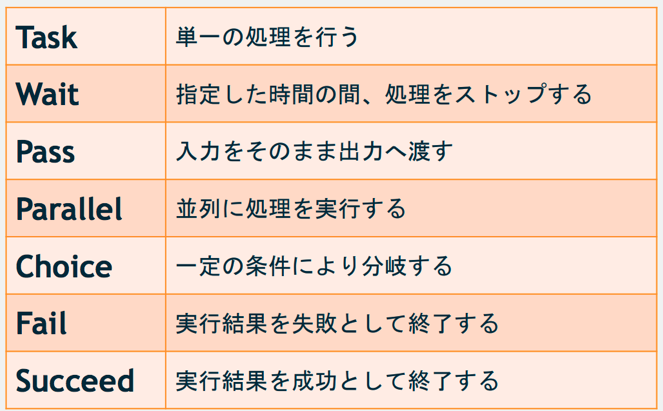 Task 単一の処理を行う
Wait 指定した時間の間、処理をストップする
Pass 入力をそのまま出力へ渡す
Parallel 並列に処理を実行する
Choice 一定の条件により分岐する
Fail 実行結果を失敗として終了する
Succeed 実行結果を成功として終了する